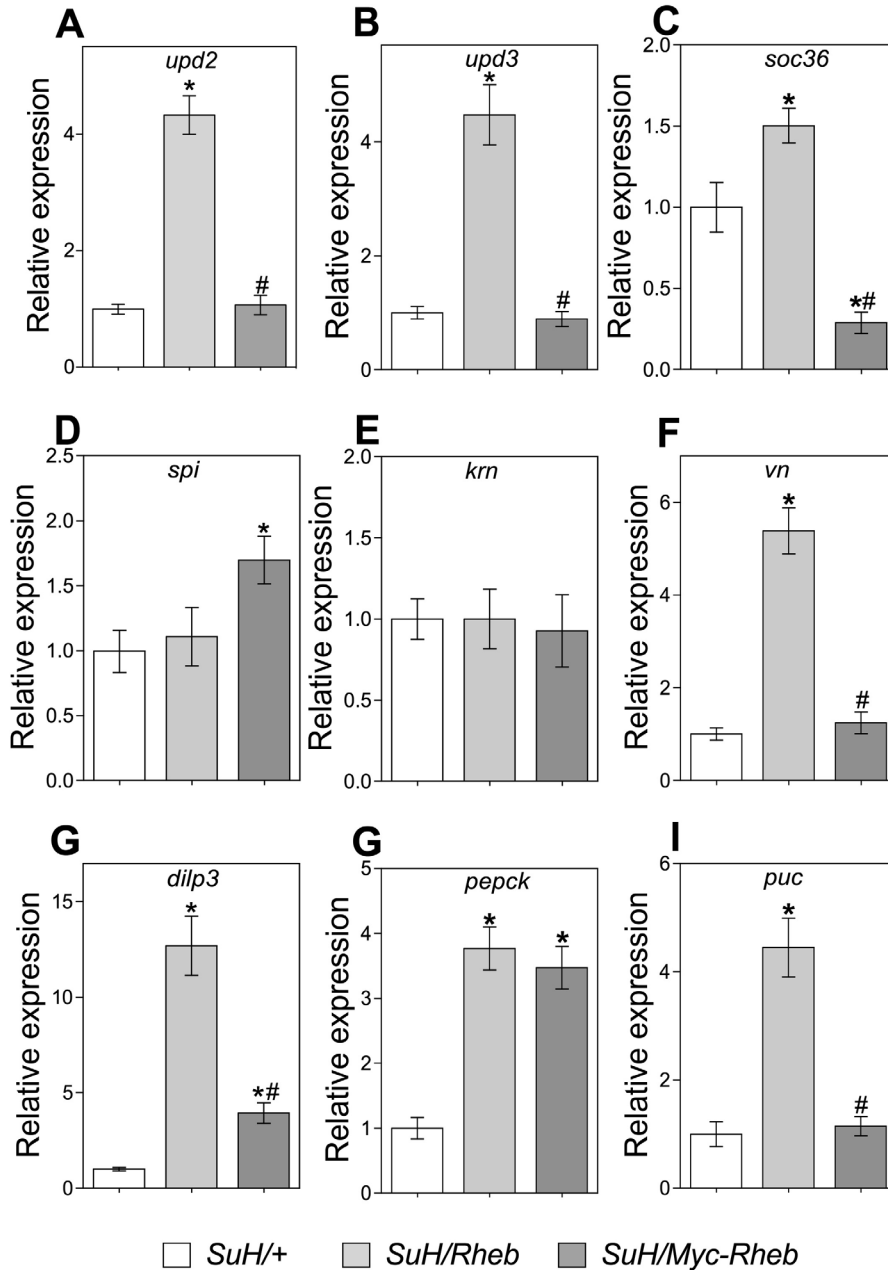 A
upd2
Relative expression
4
2
0
*
#
B
upd3
Relative expression
4
2
0
*
#
C
soc36
Relative expression
2.0
1.5
1.0
0.5
0.0
*
*#
D
spi
Relative expression
2.5
2.0
1.5
1.0
0.5
0.0
*
E
krn
Relative expression
2.0
1.5
1.0
0.5
0.0
F
vn
Relative expression
6
4
2
0
*
#
G
dilp3
Relative expression
15
10
5
0
*
*#
G
pepck
Relative expression
5
4
3
2
1
0
*
*
I
puc
Relative expression
6
4
2
0
*
#
SuH/+ SuH/Rheb SuH/Myc-Rheb